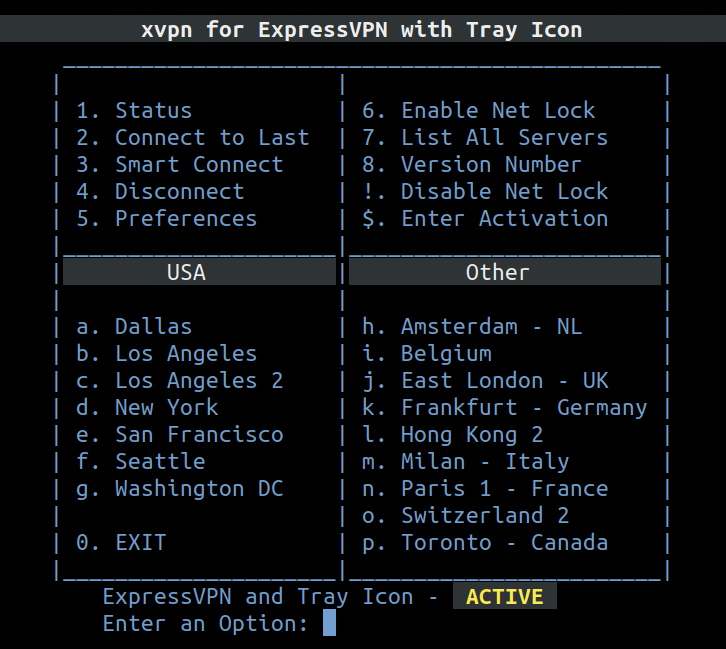 xvpn for ExpressVPN with Tray Icon
1. Status
2. Connect to Last
3. Smart Connect
4. Disconnect
5. Preferences
6. Enable Net Lock
7. List All Servers
8. Version Number
!. Disable Net Lock
$. Enter Activation
USA
a. Dallas
b. Los Angeles
c. Los Angeles 2
d. New York
e. San Francisco
f. Seattle
g. Washington DC
0. EXIT
Other
h. Amsterdam - NL
i. Belgium
j. East London - UK
k. Frankfurt - Germany
l. Hong Kong 2
m. Milan - Italy
n. Paris 1 - France
o. Switzerland 2
p. Toronto - Canada
ExpressVPN and Tray Icon - ACTIVE
Enter an Option: